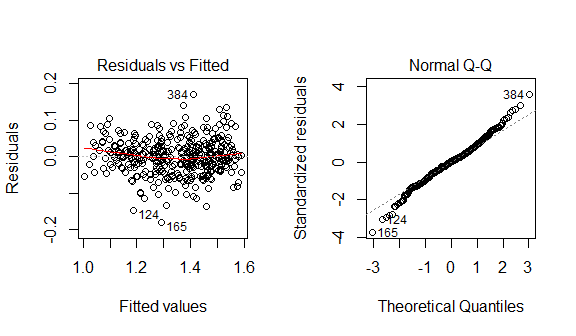 Residuals vs Fitted
Residuals
0.2
0.1
0.0
-0.2
384
124
165
1.0 1.2 1.4 1.6
Fitted values
Normal Q-Q
Standardized residuals
4
2
0
-2
-4
384
124
165
-3 -1 0 1 2 3
Theoretical Quantiles